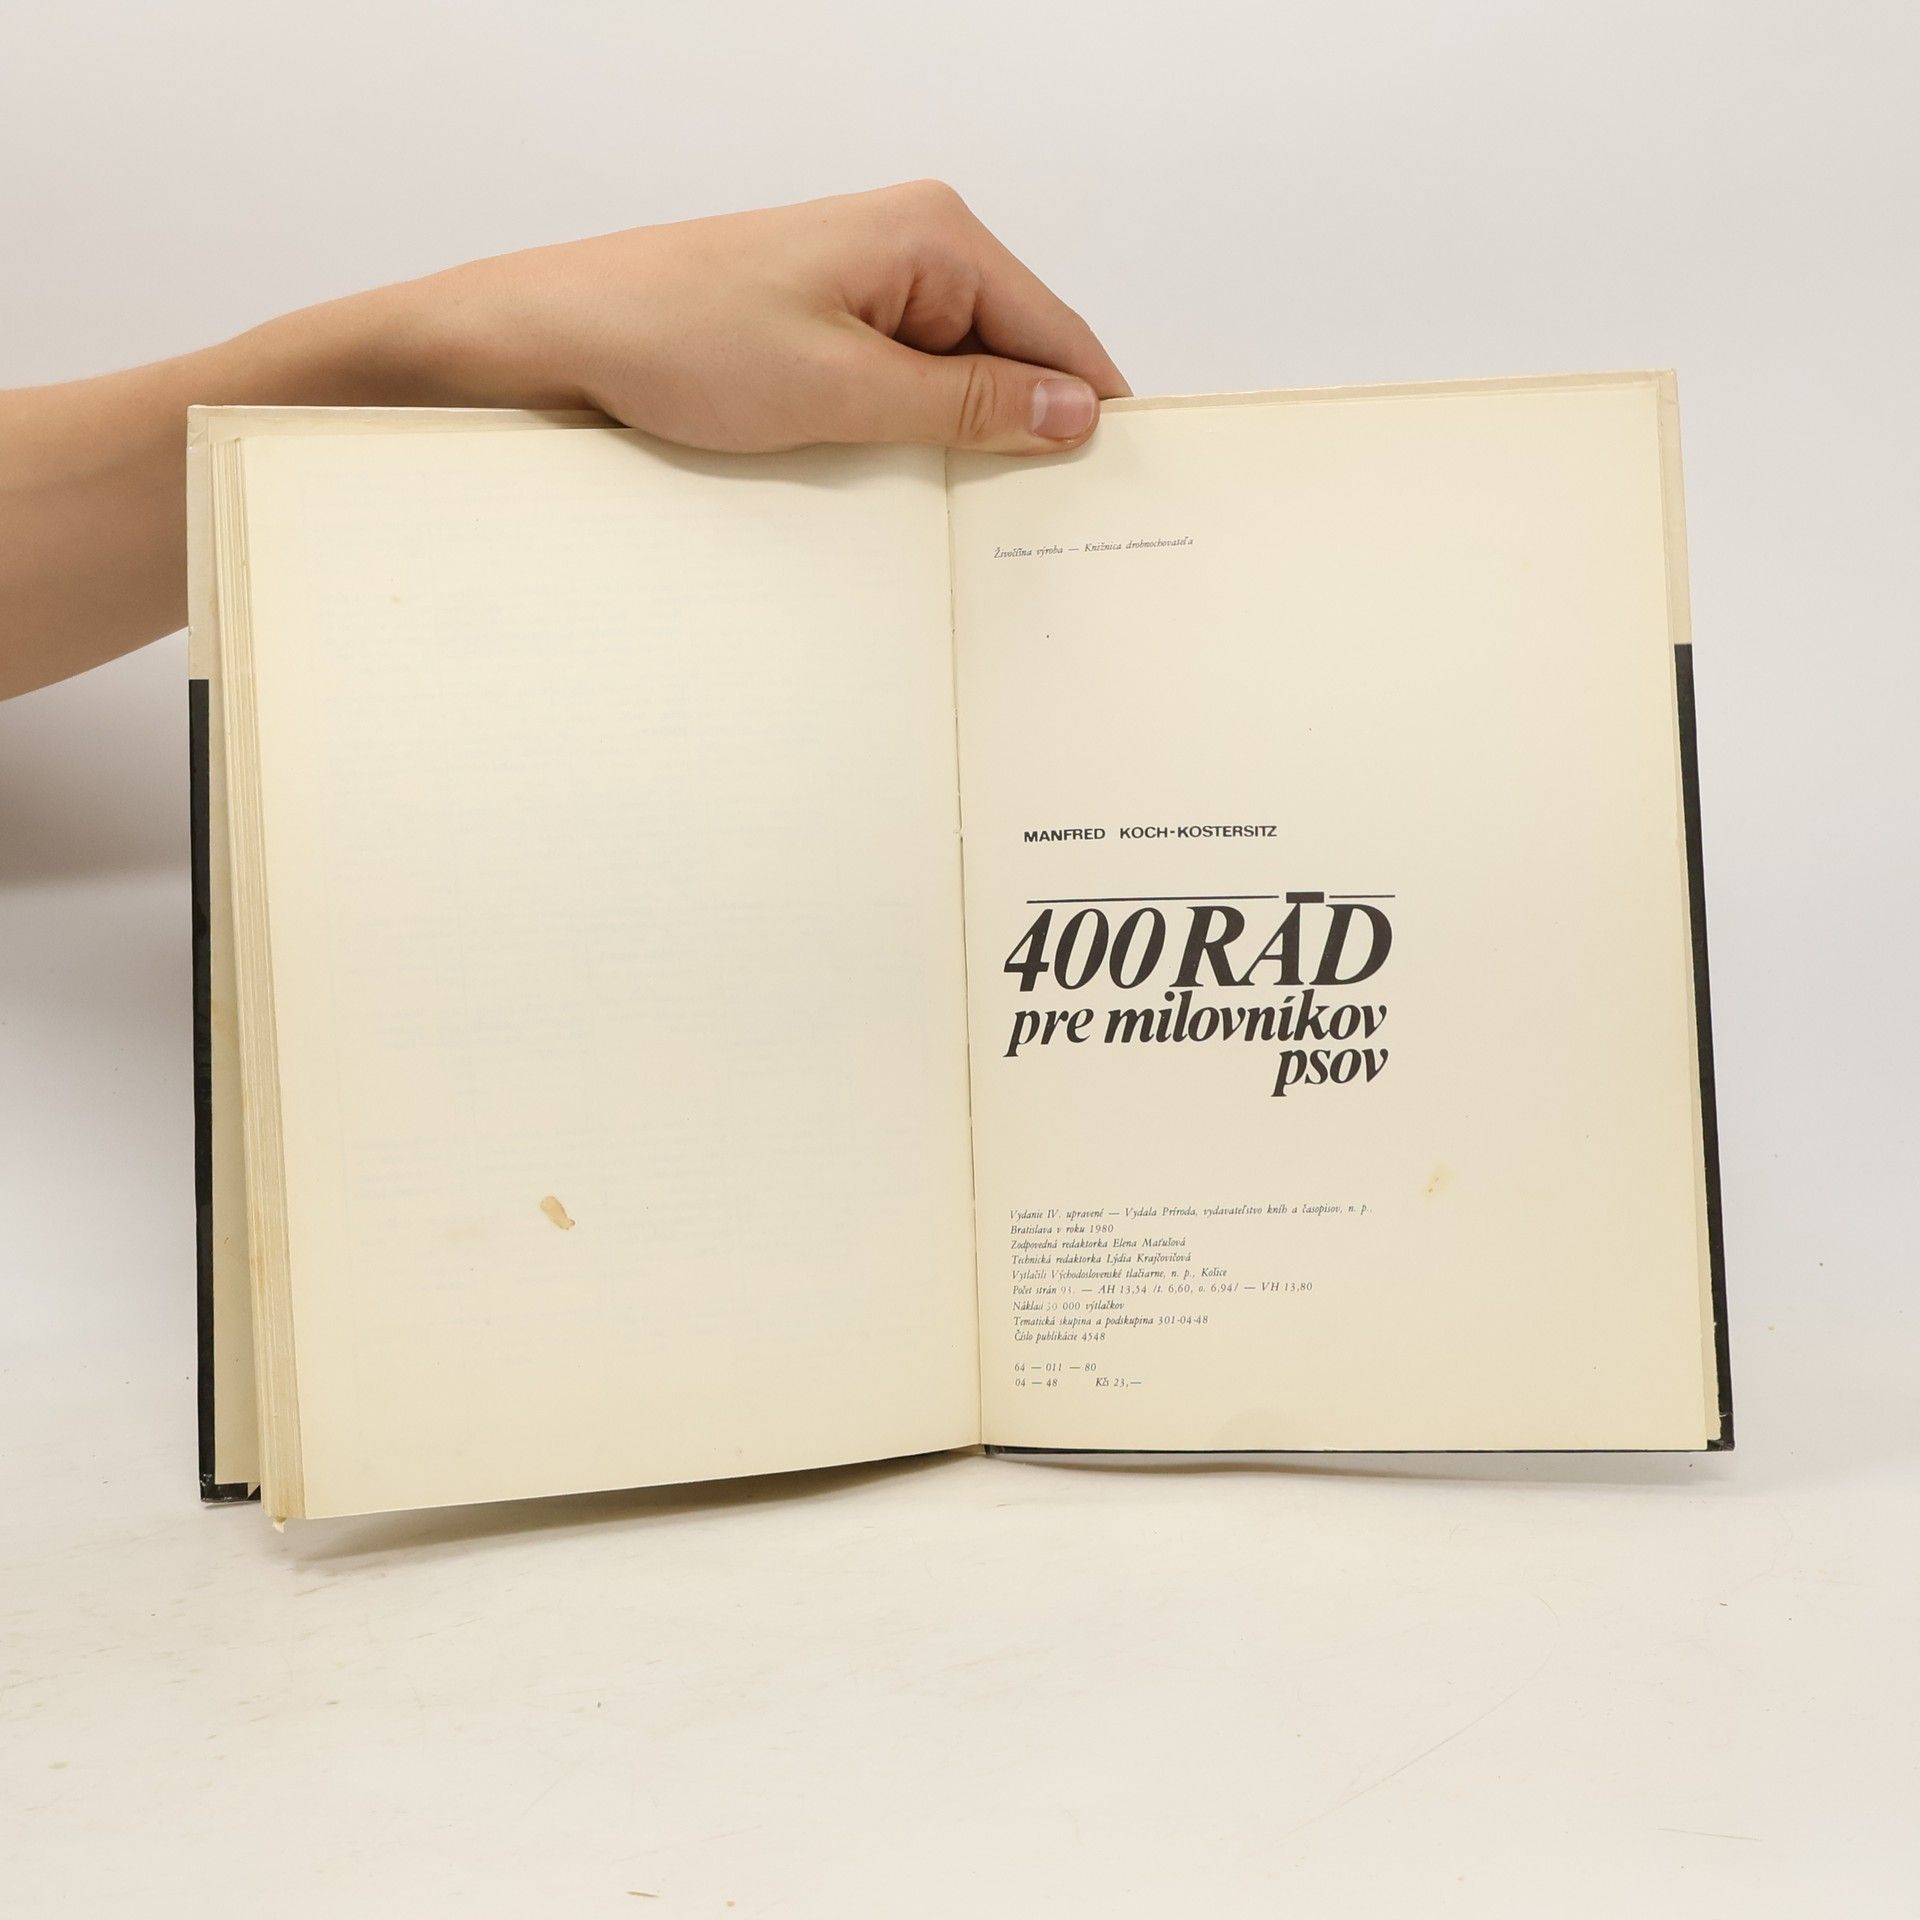 Živočíšna výroba — Knižnica drobnochovateľa
MANFRED KOCH-KOSTERSITZ
400 RÁD
pre milovníkov
psov
Vydanie IV. upravené — Vydala Príroda, vydavateľstvo kníh a časopisov, n. p.,
Bratislava v roku 1980
Zodpovedná redaktorka Elena Maťušová
Technická redaktorka Lýdia Krajčovičová
Vytlačili Východoslovenské tlačiarne, n. p., Košice
Počet strán — AH 13,54 /t. 6,60, o. 6,94/ — VH 13,80
Náklad 000 výtlačkov
Tematická skupina a podskupina 301-04-48
Číslo publikácie 4548
64 — 011 — 80
04 — 48 Kčs 23,—